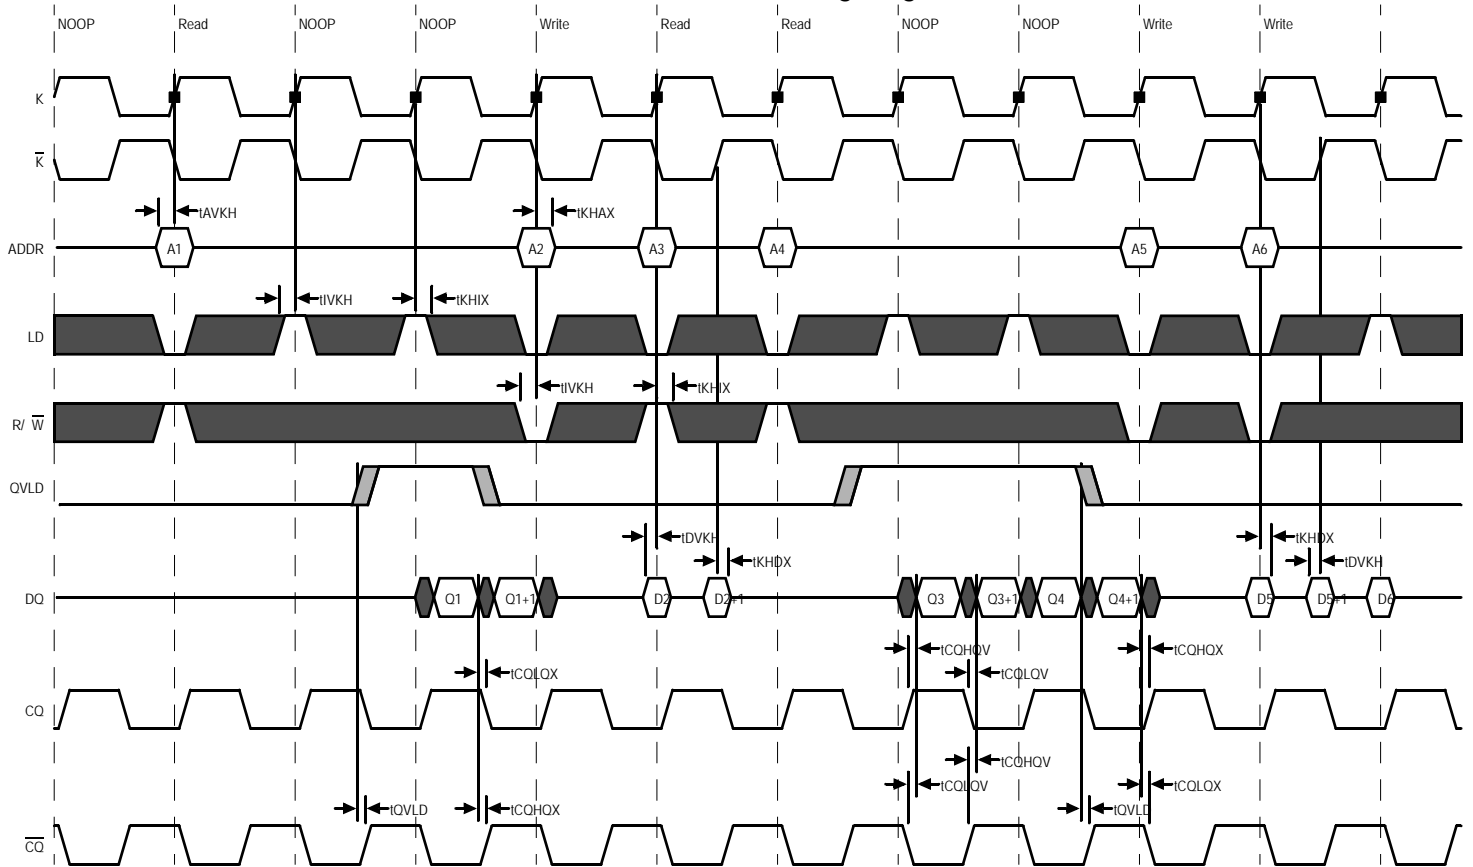 NOOP Read NOOP NOOP Write Read Read NOOP NOOP Write Write
K
K
tAVKH tKHAX
ADDR A1 A2 A3 A4 A5 A6
tIVKH tKHIX
LD
tIVKH tKHIX
R/ W
QVLD
tDVKH tKHDX
tKHDX tDVKH
DQ Q1 Q1+1 D2 D2+1 Q3 Q3+1 Q4 Q4+1 D5 D5+1 D6
tCQHQV tCQHQX
tCQLQX tCQLQV
CQ
tCQHQV
tCQLQV tCQLQX
tQVLD tCQHQX tQVLD
CQ